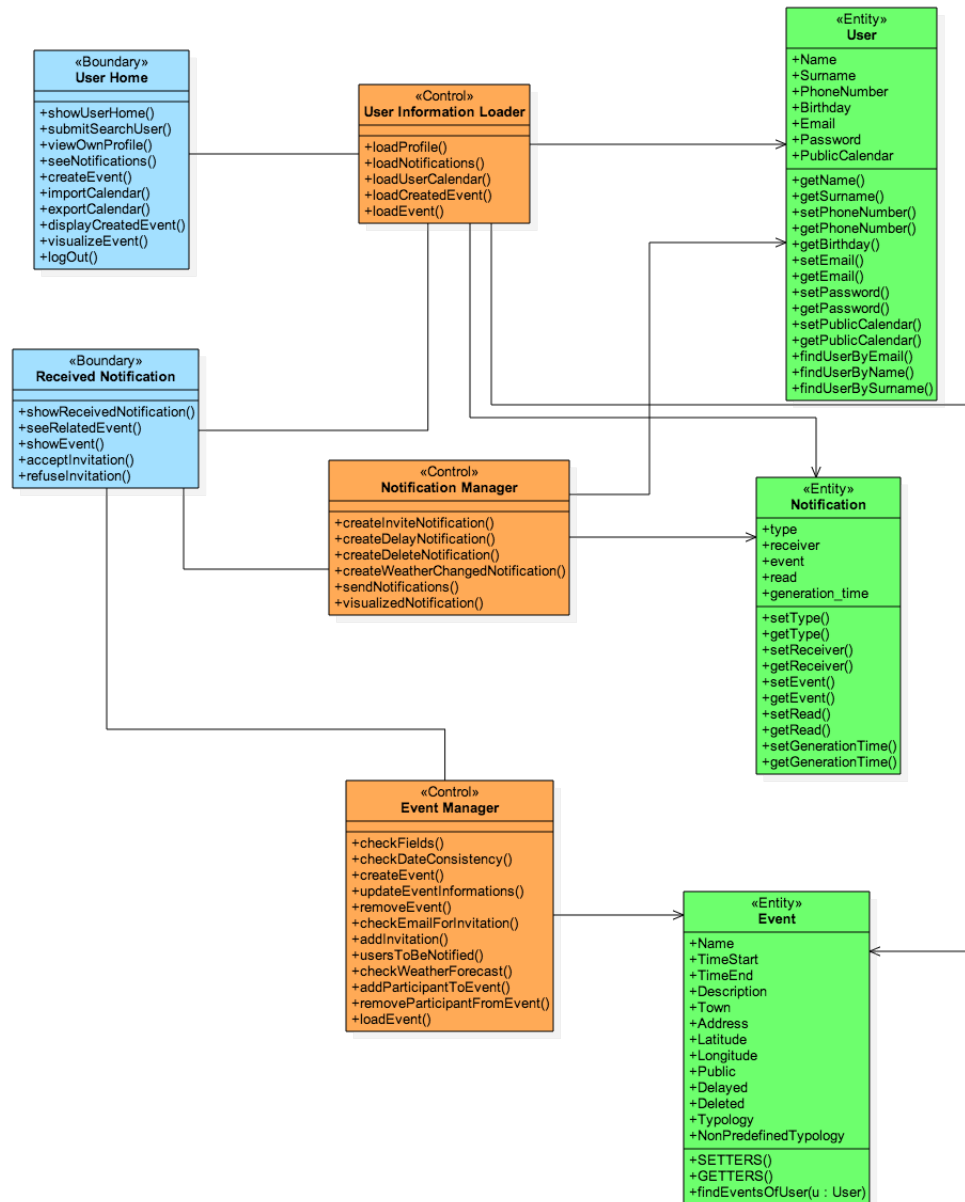 «Boundary»
User Home
+showUserHome()
+submitSearchUser()
+viewOwnProfile()
+seeNotifications()
+createEvent()
+importCalendar()
+exportCalendar()
+displayCreatedEvent()
+visualizeEvent()
+logOut()
«Control»
User Information Loader
+loadProfile()
+loadNotifications()
+loadUserCalendar()
+loadCreatedEvent()
+loadEvent()
«Entity»
User
+Name
+Surname
+PhoneNumber
+Birthday
+Email
+Password
+PublicCalendar
+getName()
+getSurname()
+setPhoneNumber()
+getPhoneNumber()
+getBirthday()
+setEmail()
+getEmail()
+setPassword()
+getPassword()
+setPublicCalendar()
+getPublicCalendar()
+findUserByEmail()
+findUserByName()
+findUserBySurname()
«Boundary»
Received Notification
+showReceivedNotification()
+seeRelatedEvent()
+showEvent()
+acceptInvitation()
+refuseInvitation()
«Control»
Notification Manager
+createInviteNotification()
+createDelayNotification()
+createDeleteNotification()
+createWeatherChangedNotification()
+sendNotifications()
+visualizedNotification()
«Entity»
Notification
+type
+receiver
+event
+read
+generation_time
+setType()
+getType()
+setReceiver()
+getReceiver()
+setEvent()
+getEvent()
+setRead()
+getRead()
+setGenerationTime()
+getGenerationTime()
«Control»
Event Manager
+checkFields()
+checkDateConsistency()
+createEvent()
+updateEventInformations()
+removeEvent()
+checkEmailForInvitation()
+addInvitation()
+usersToBeNotified()
+checkWeatherForecast()
+addParticipantToEvent()
+removeParticipantFromEvent()
+loadEvent()
«Entity»
Event
+Name
+TimeStart
+TimeEnd
+Description
+Town
+Address
+Latitude
+Longitude
+Public
+Delayed
+Deleted
+Typology
+NonPredefinedTypology
+SETTERS()
+GETTERS()
+findEventsOfUser(u : User)